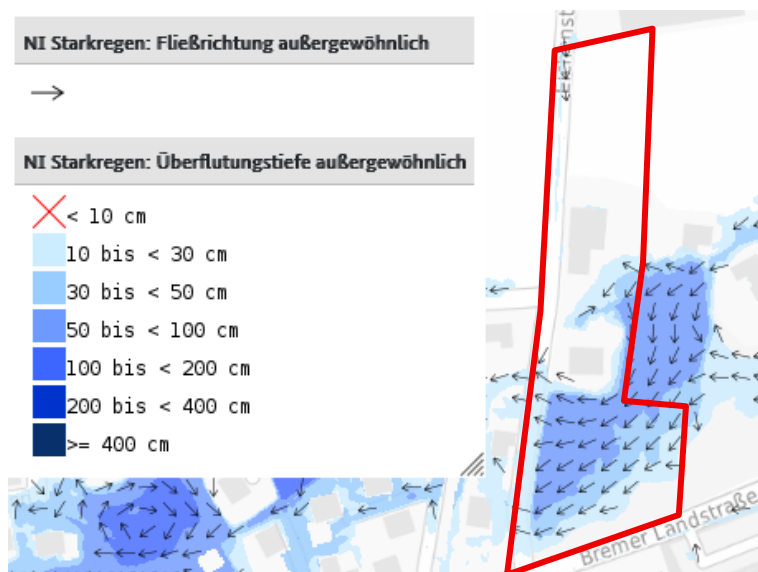 NI Starkregen: Fließrichtung außergewöhnlich
NI Starkregen: Überflutungstiefe außergewöhnlich
< 10 cm
10 bis < 30 cm
30 bis < 50 cm
50 bis < 100 cm
100 bis < 200 cm
200 bis < 400 cm
>= 400 cm
Bremer Landstraße